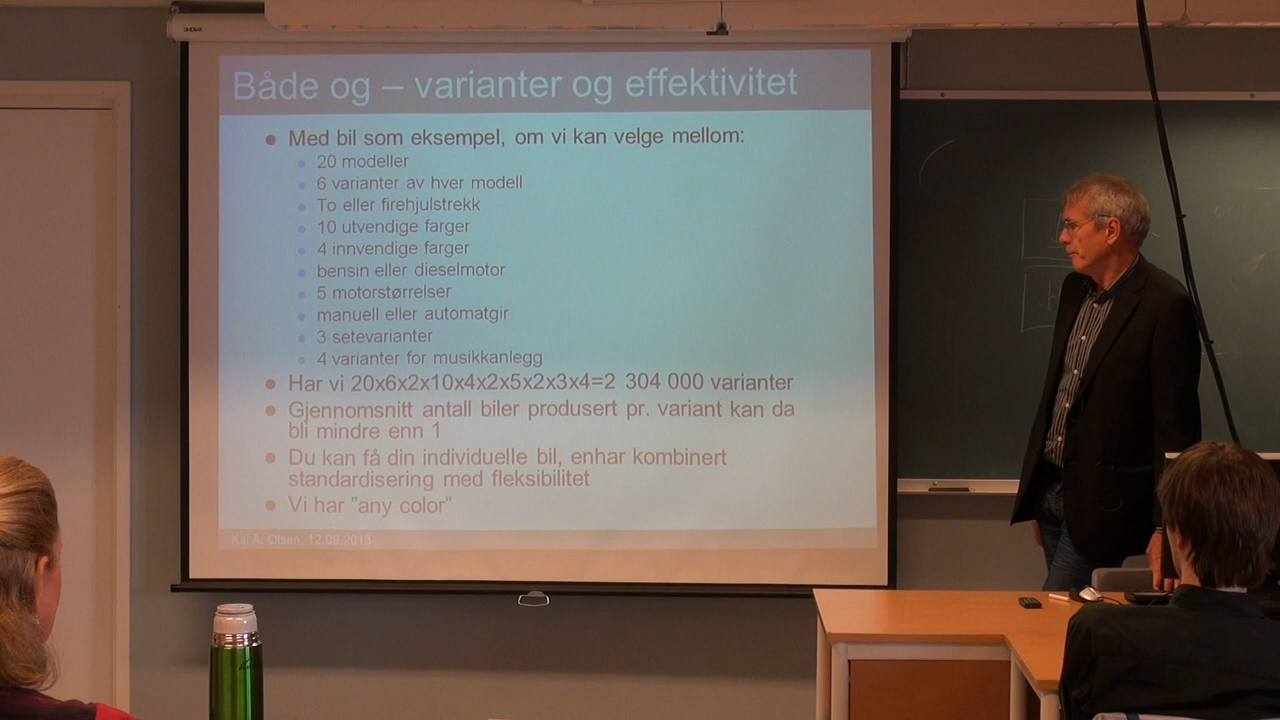 Både og – varianter og effektivitet
Med bil som eksempel, om vi kan velge mellom:
20 modeller
6 varianter av hver modell
To eller firehjulstrekk
10 utvendige farger
4 innvendige farger
bensin eller dieselmotor
5 motorstørrelser
manuell eller automatgir
3 setevarianter
4 varianter for musikkanlegg
Har vi 20x6x2x10x4x2x5x2x3x4=2 304 000 varianter
Gjennomsnitt antall biler produsert pr. variant kan da
bli mindre enn 1
Du kan få din individuelle bil, enhar kombinert
standardisering med fleksibilitet
Vi har "any color"
Kaj A. Olsen, 12.09.2013